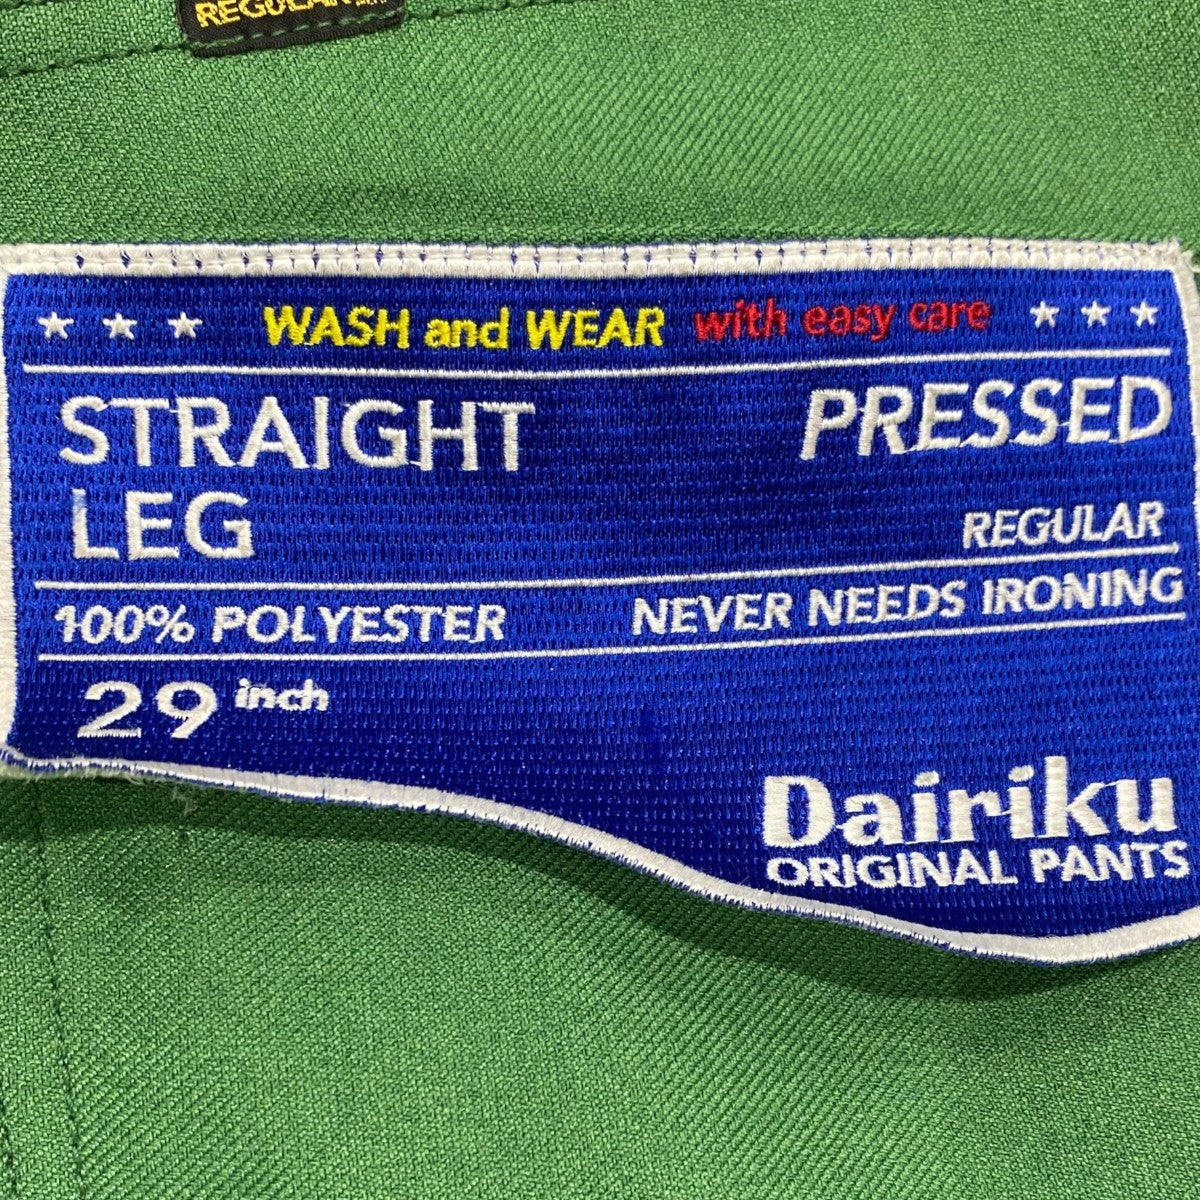 REGULAR
★ ★ ★ WASH and WEAR with easy care ★ ★ ★
STRAIGHT PRESSED
LEG REGULAR
100% POLYESTER NEVER NEEDS IRONING
29 inch
Dairiku
ORIGINAL PANTS